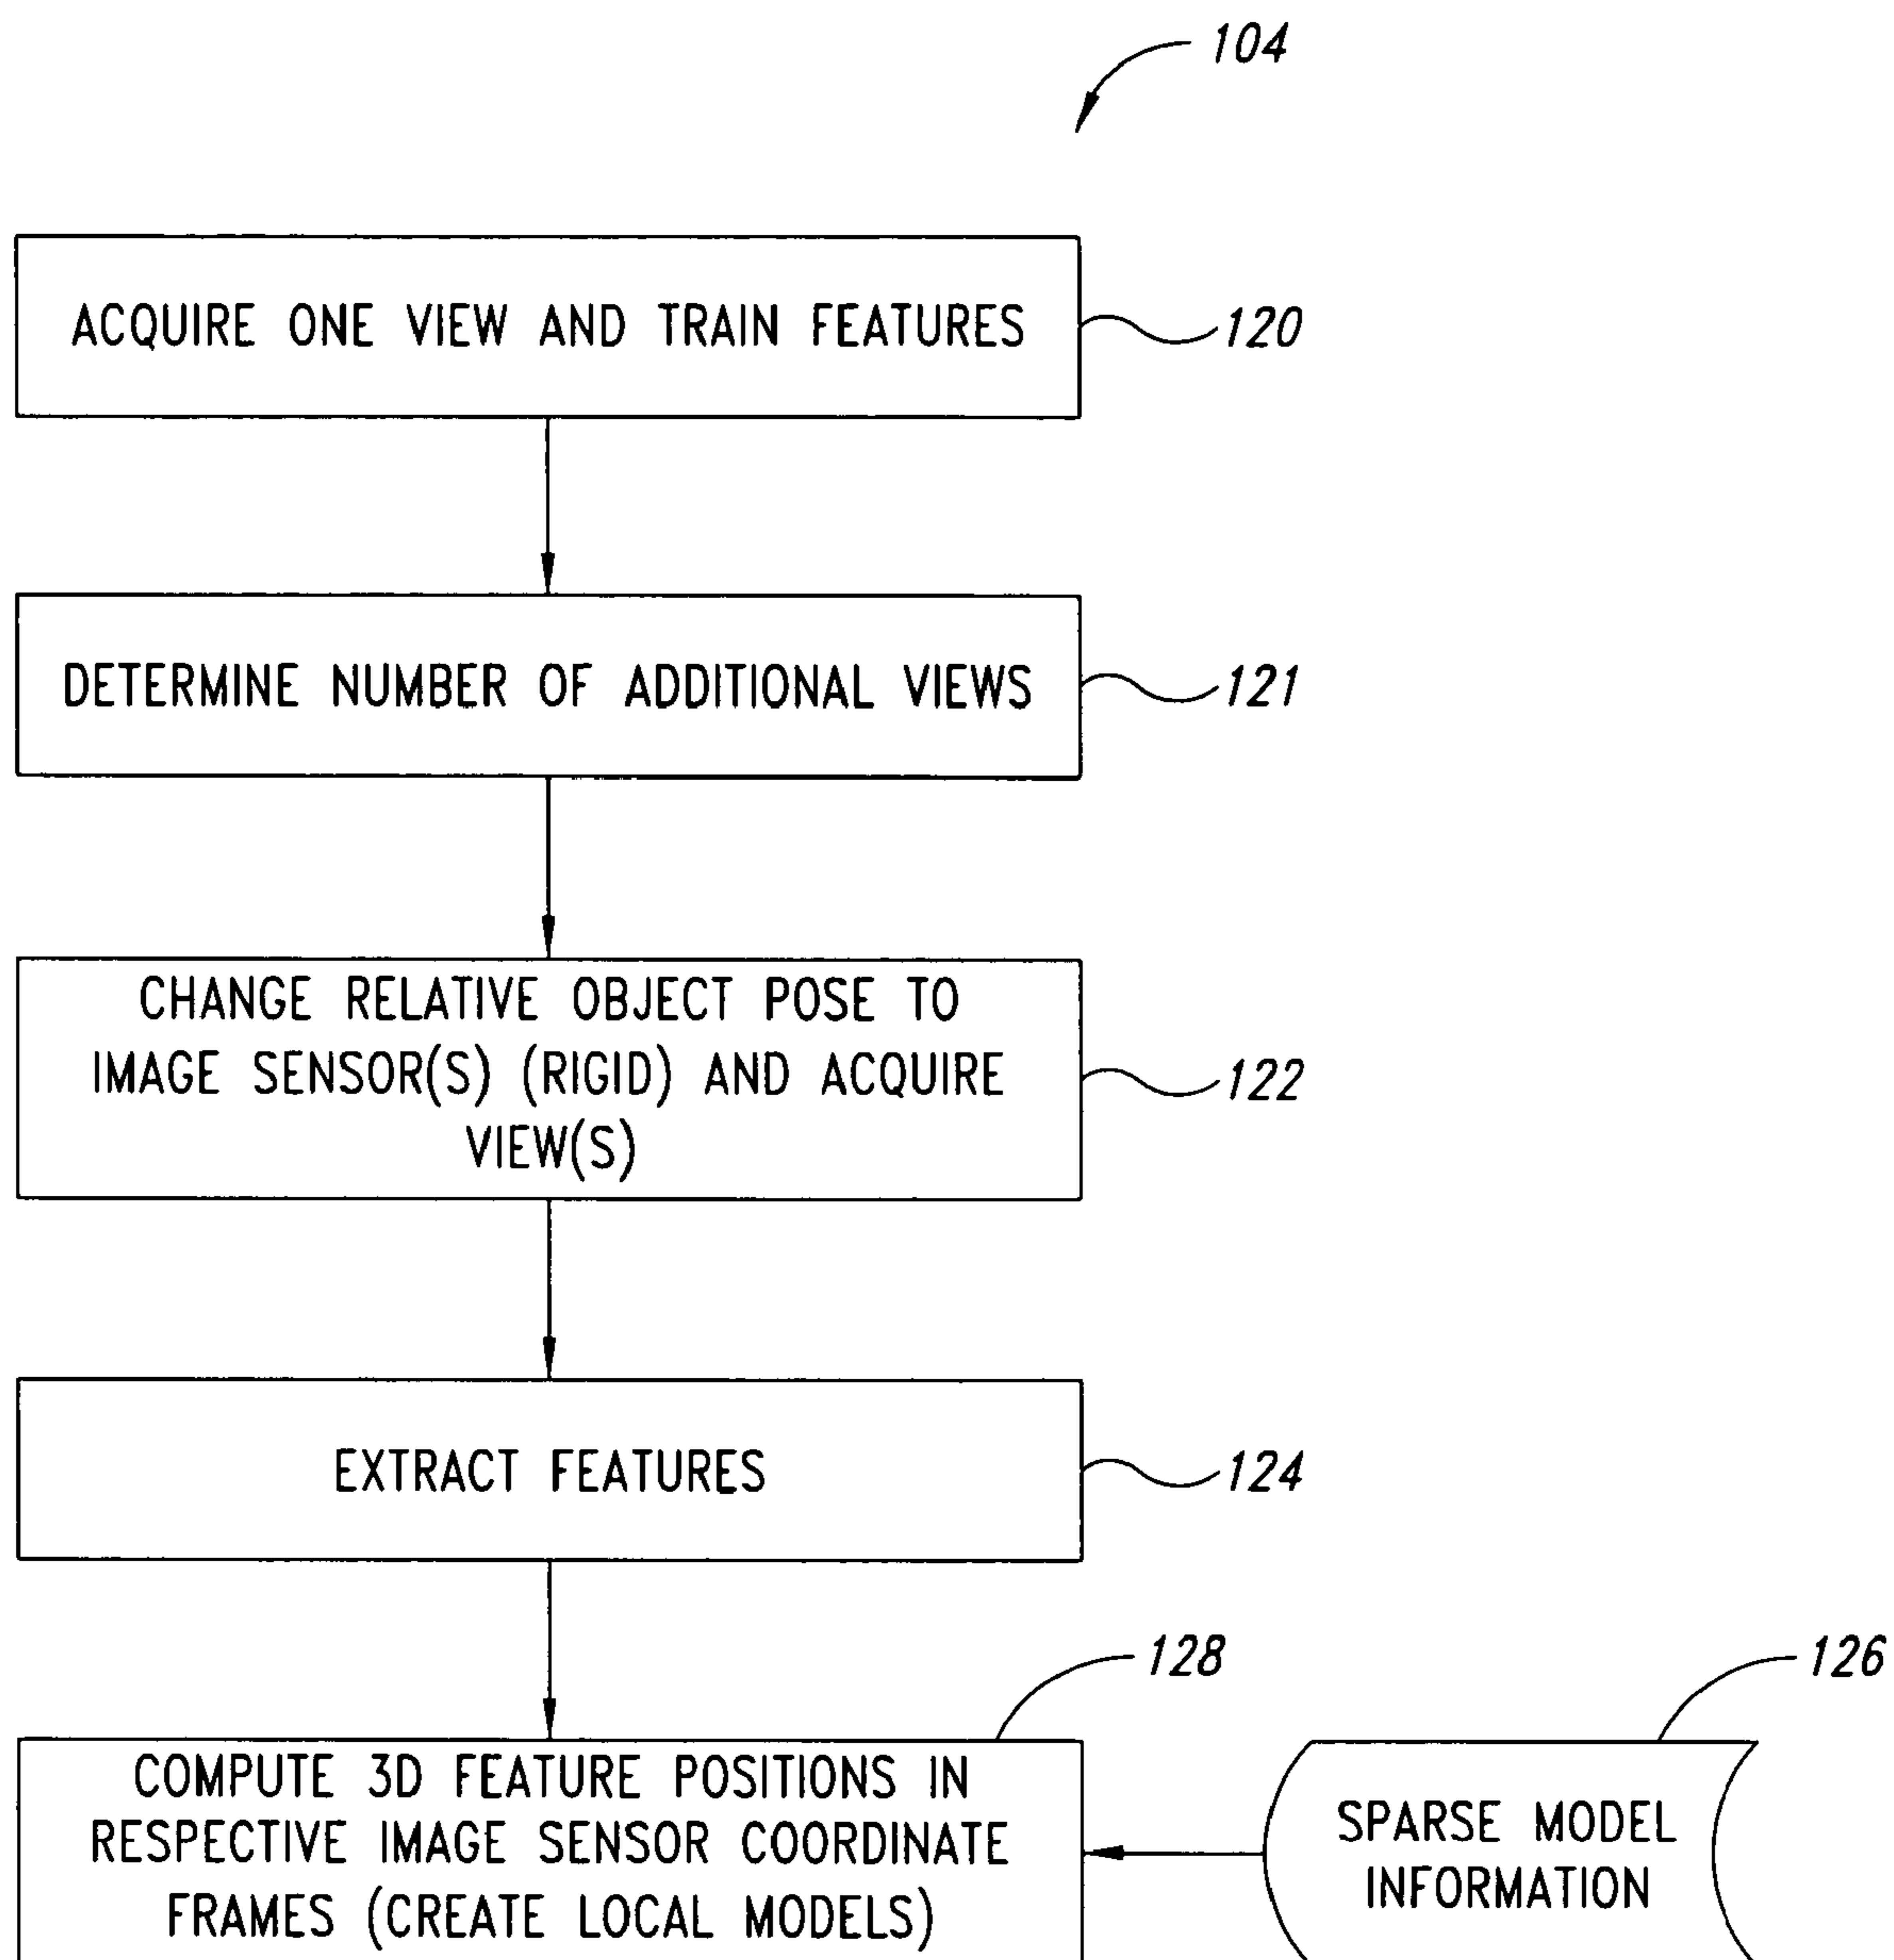 104
ACQUIRE ONE VIEW AND TRAIN FEATURES
120
DETERMINE NUMBER OF ADDITIONAL VIEWS
121
CHANGE RELATIVE OBJECT POSE TO
IMAGE SENSOR(S) (RIGID) AND ACQUIRE
VIEW(S)
122
EXTRACT FEATURES
124
128
126
COMPUTE 3D FEATURE POSITIONS IN
RESPECTIVE IMAGE SENSOR COORDINATE
FRAMES (CREATE LOCAL MODELS)
SPARSE MODEL
INFORMATION